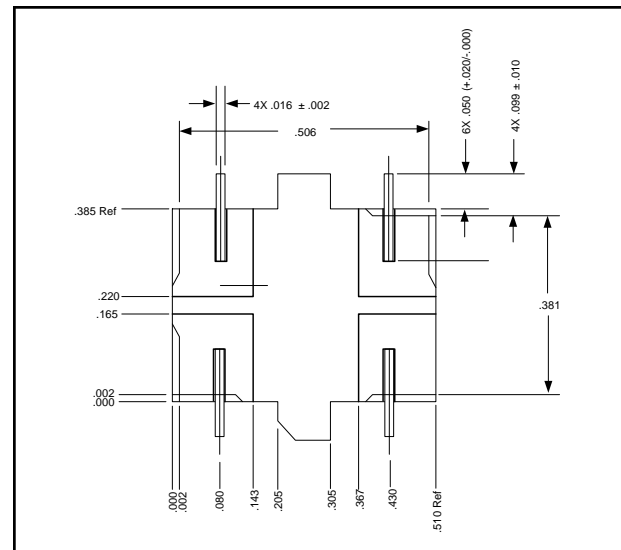 6X .050 (+.020/-.000)
4X .099 ±.010
4X .016 ±.002
.506
.385 Ref
.220
.165
.381
.002
.000
.000
.002
.080
.143
.205
.305
.367
.430
.510 Ref